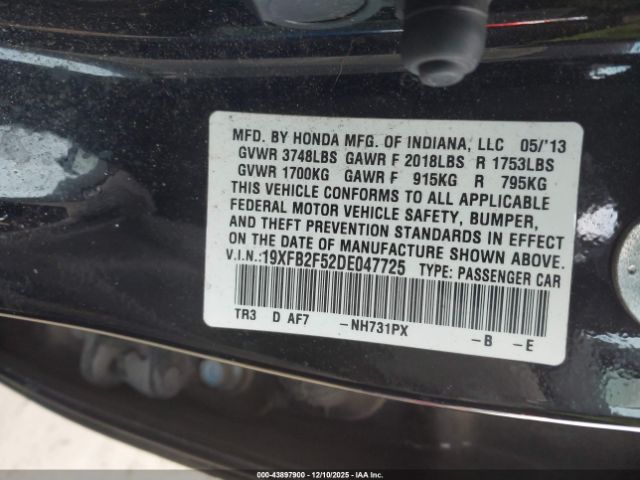 MFD. BY HONDA MFG. OF INDIANA, LLC 05/'13
GVWR 3748LBS GAWR F 2018LBS R 1753LBS
GVWR 1700KG GAWR F 915KG R 795KG
THIS VEHICLE CONFORMS TO ALL APPLICABLE
FEDERAL MOTOR VEHICLE SAFETY, BUMPER,
AND THEFT PREVENTION STANDARDS IN EFFECT
ON THE DATE OF MANUFACTURE SHOWN ABOVE.
V.I.N.:19XFB2F52DE047725 TYPE: PASSENGER CAR
TR3 D AF7 -NH731PX -B -E
000-43897900 - 12/10/2025 - IAAI.COM